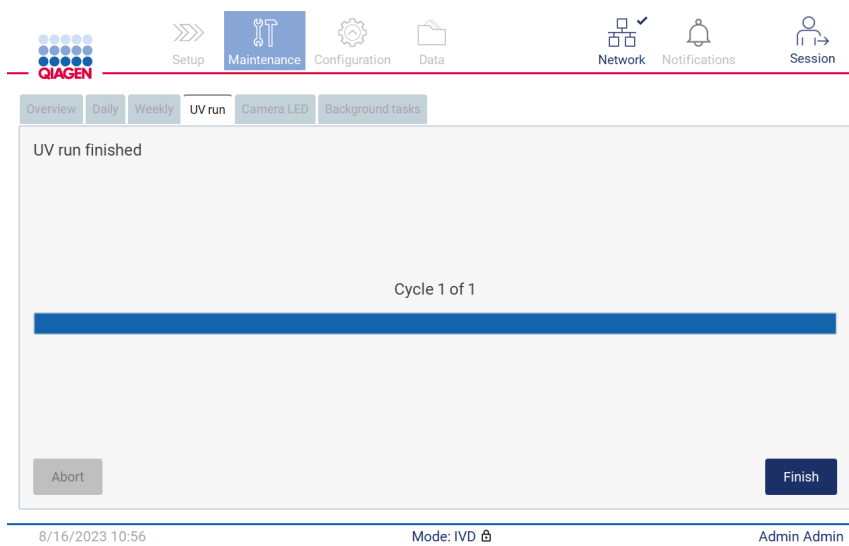 QIAGEN
Setup Maintenance Configuration Data Network Notifications Session
Overview Daily Weekly UV run Camera LED Background tasks
UV run finished
Cycle 1 of 1
Abort Finish
8/16/2023 10:56 Mode: IVD Admin Admin